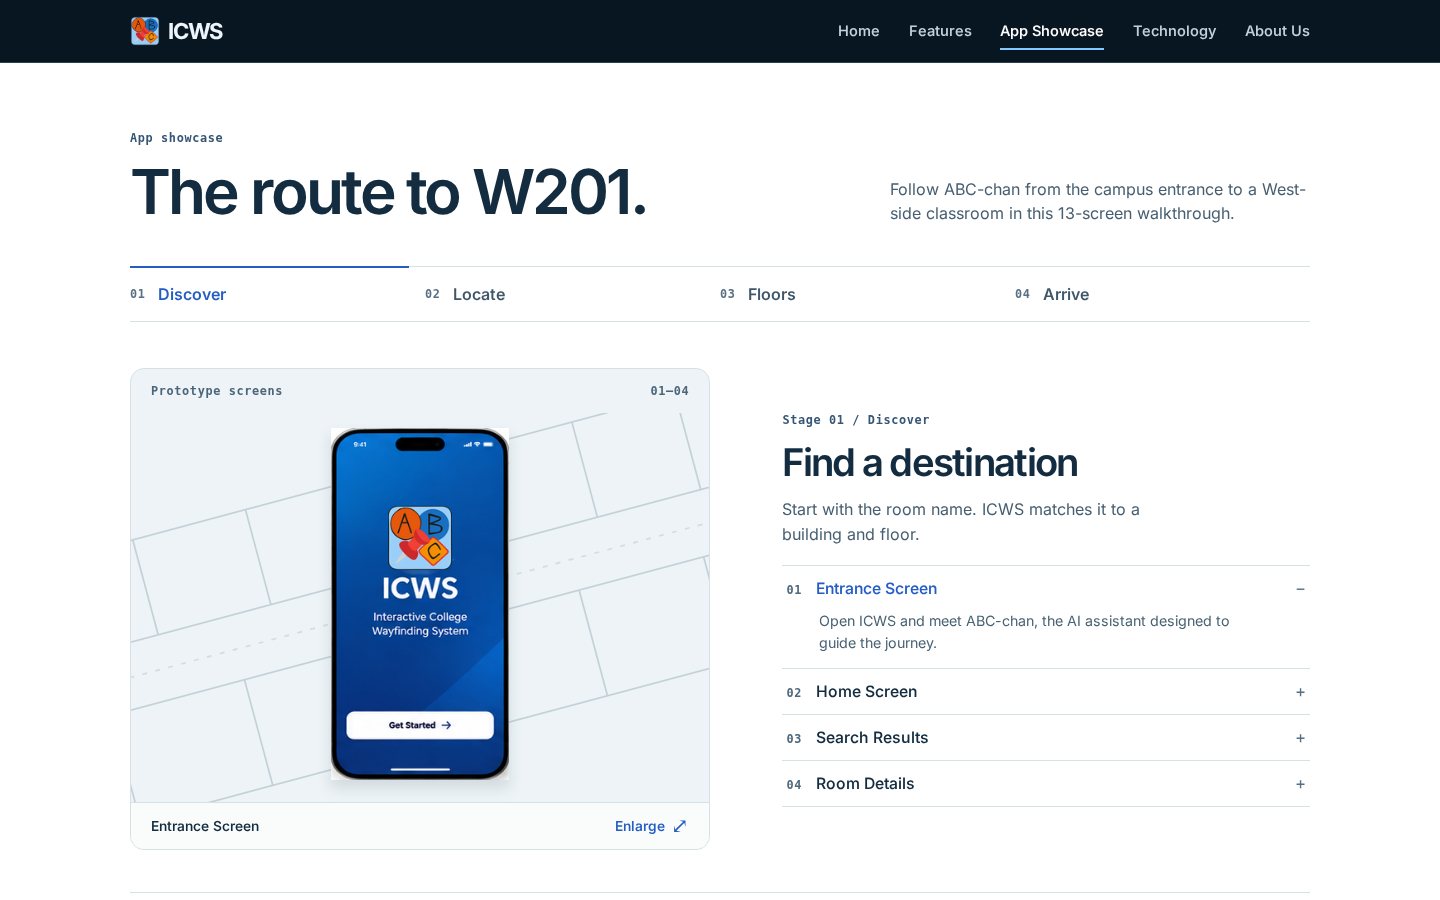 ABC ICWS
Home Features App Showcase Technology About Us
App showcase
The route to W201.
Follow ABC-chan from the campus entrance to a West-
side classroom in this 13-screen walkthrough.
01 Discover
02 Locate
03 Floors
04 Arrive
Prototype screens 01–04
9:41
A B C
ICWS
Interactive College
Wayfinding System
Get Started →
Entrance Screen Enlarge
Stage 01 / Discover
Find a destination
Start with the room name. ICWS matches it to a
building and floor.
01 Entrance Screen −
Open ICWS and meet ABC-chan, the AI assistant designed to
guide the journey.
02 Home Screen +
03 Search Results +
04 Room Details +